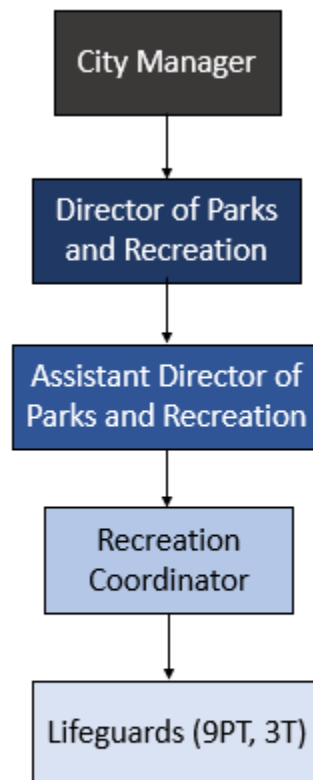 City Manager
Director of Parks
and Recreation
Assistant Director of
Parks and Recreation
Recreation
Coordinator
Lifeguards (9PT, 3T)